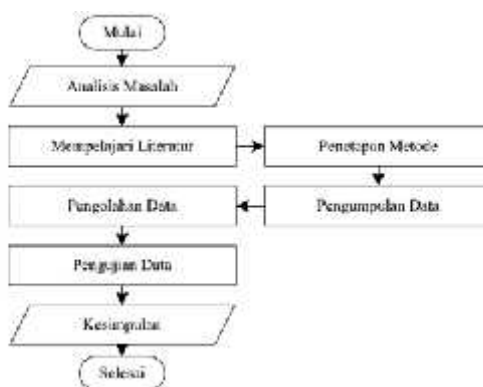 Mulai
Analisis Masalah
Mempelajari Literatur
Penetapan Metode
Pengumpulan Data
Pengolahan Data
Pengujian Data
Kesimpulan
Selesai